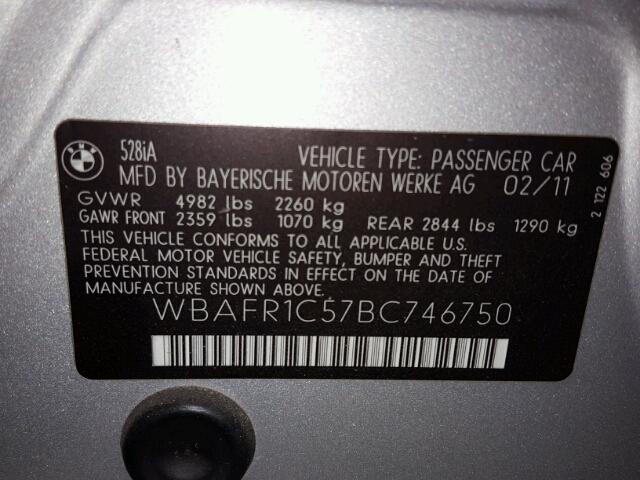 BMW
528iA
VEHICLE TYPE: PASSENGER CAR
MFD BY BAYERISCHE MOTOREN WERKE AG 02/11
GVWR 4982 lbs 2260 kg
GAWR FRONT 2359 lbs 1070 kg REAR 2844 lbs 1290 kg
THIS VEHICLE CONFORMS TO ALL APPLICABLE U.S.
FEDERAL MOTOR VEHICLE SAFETY, BUMPER AND THEFT
PREVENTION STANDARDS IN EFFECT ON THE DATE OF
MANUFACTURE SHOWN ABOVE.
WBAFR1C57BC746750
2 122 606